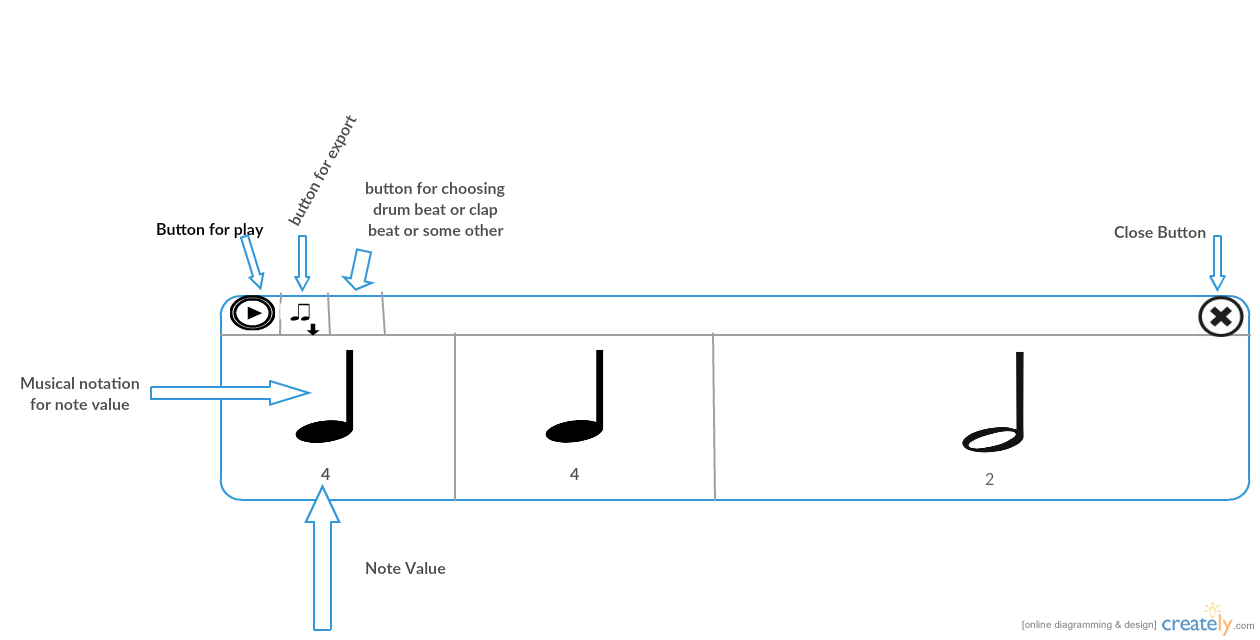 button for export
button for choosing
drum beat or clap
beat or some other
Button for play
Close Button
Musical notation
for note value
4
4
2
Note Value
[online diagramming & design] creately.com